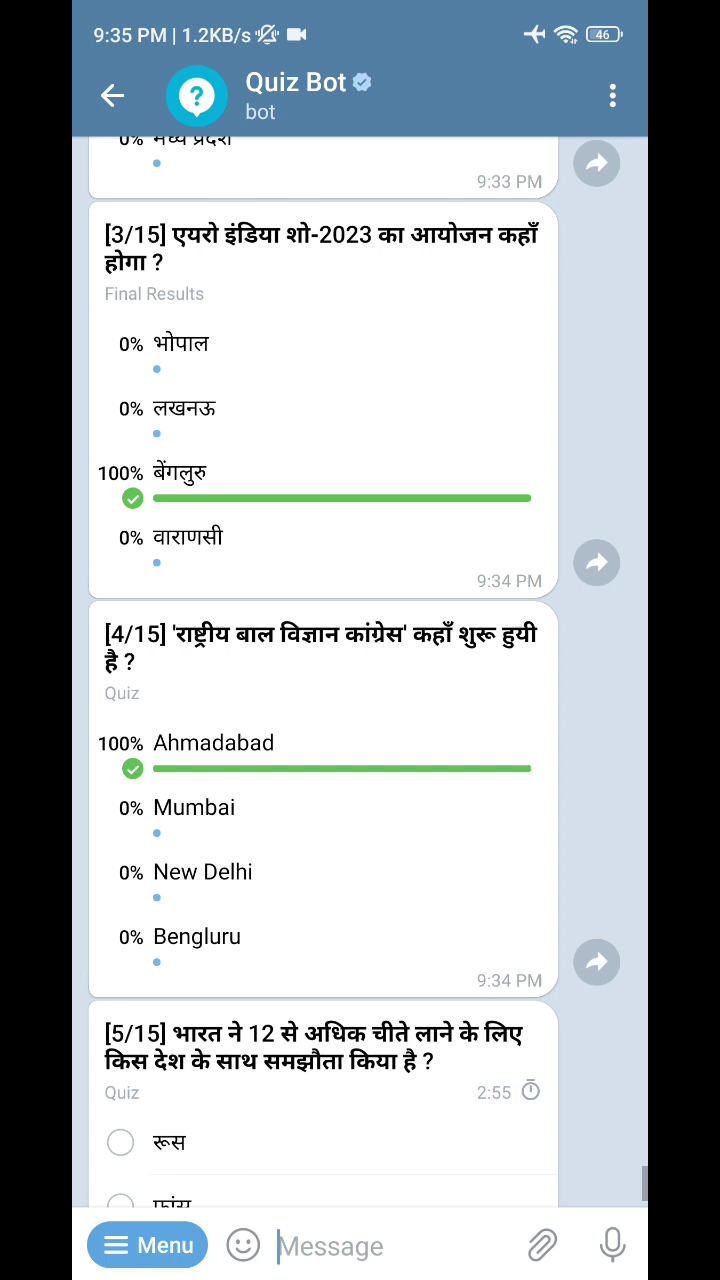 9:35 PM | 1.2KB/s
46
Quiz Bot
bot
0% मध्य प्रदेश
9:33 PM
[3/15] एयरो इंडिया शो-2023 का आयोजन कहाँ
होगा ?
Final Results
0% भोपाल
0% लखनऊ
100% बेंगलुरु
0% वाराणसी
9:34 PM
[4/15] 'राष्ट्रीय बाल विज्ञान कांग्रेस' कहाँ शुरू हुयी
है ?
Quiz
100% Ahmadabad
0% Mumbai
0% New Delhi
0% Bengluru
9:34 PM
[5/15] भारत ने 12 से अधिक चीते लाने के लिए
किस देश के साथ समझौता किया है ?
Quiz
2:55
रूस
फ्रांस
Menu
Message